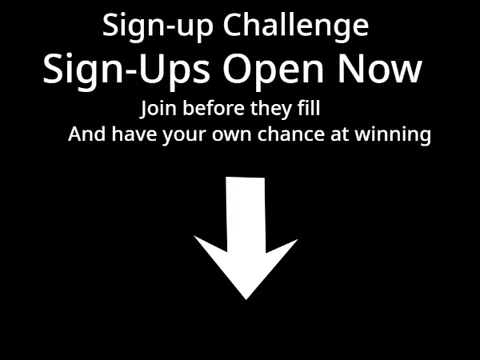 Sign-up Challenge
Sign-Ups Open Now
Join before they fill
And have your own chance at winning